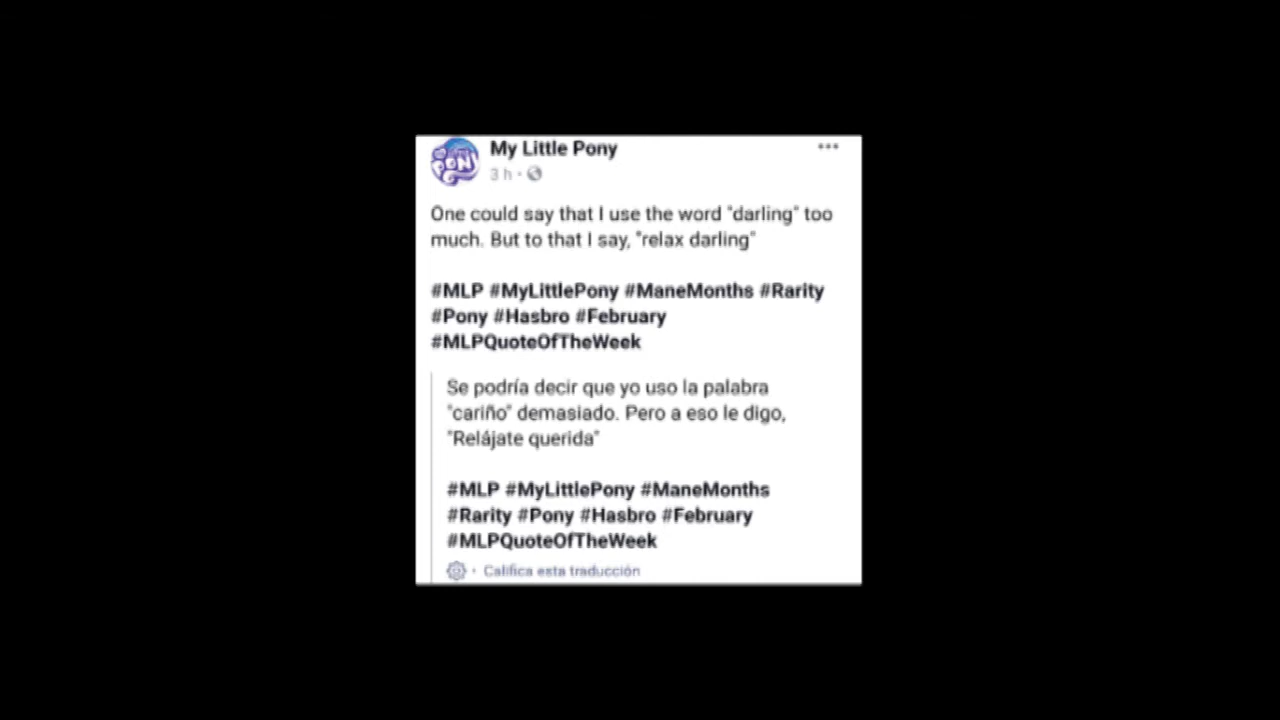 My Little Pony
3 h ·
One could say that I use the word "darling" too
much. But to that I say, "relax darling"
#MLP #MyLittlePony #ManeMonths #Rarity
#Pony #Hasbro #February
#MLPQuoteOfTheWeek
Se podría decir que yo uso la palabra
"cariño" demasiado. Pero a eso le digo,
"Relájate querida"
#MLP #MyLittlePony #ManeMonths
#Rarity #Pony #Hasbro #February
#MLPQuoteOfTheWeek
· Califica esta traducción